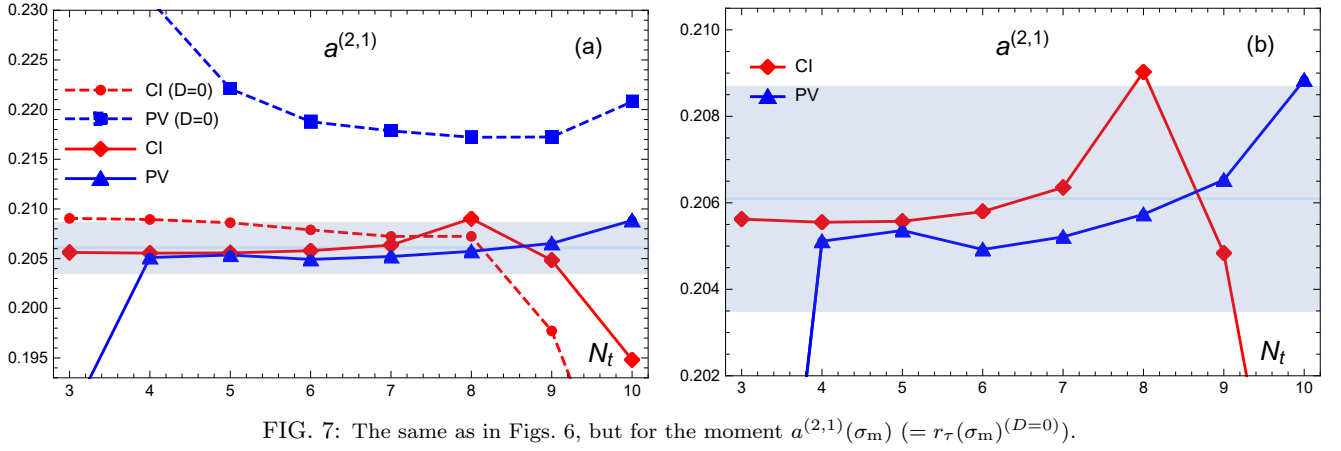 0.230
0.225
0.220
0.215
0.210
0.205
0.200
0.195
a^(2,1)
(a)
CI (D=0)
PV (D=0)
CI
PV
N_t
3 4 5 6 7 8 9 10
0.210
0.208
0.206
0.204
0.202
a^(2,1)
(b)
CI
PV
N_t
3 4 5 6 7 8 9 10
FIG. 7: The same as in Figs. 6, but for the moment a^(2,1)(σ_m) (= r_τ(σ_m)^(D=0)).